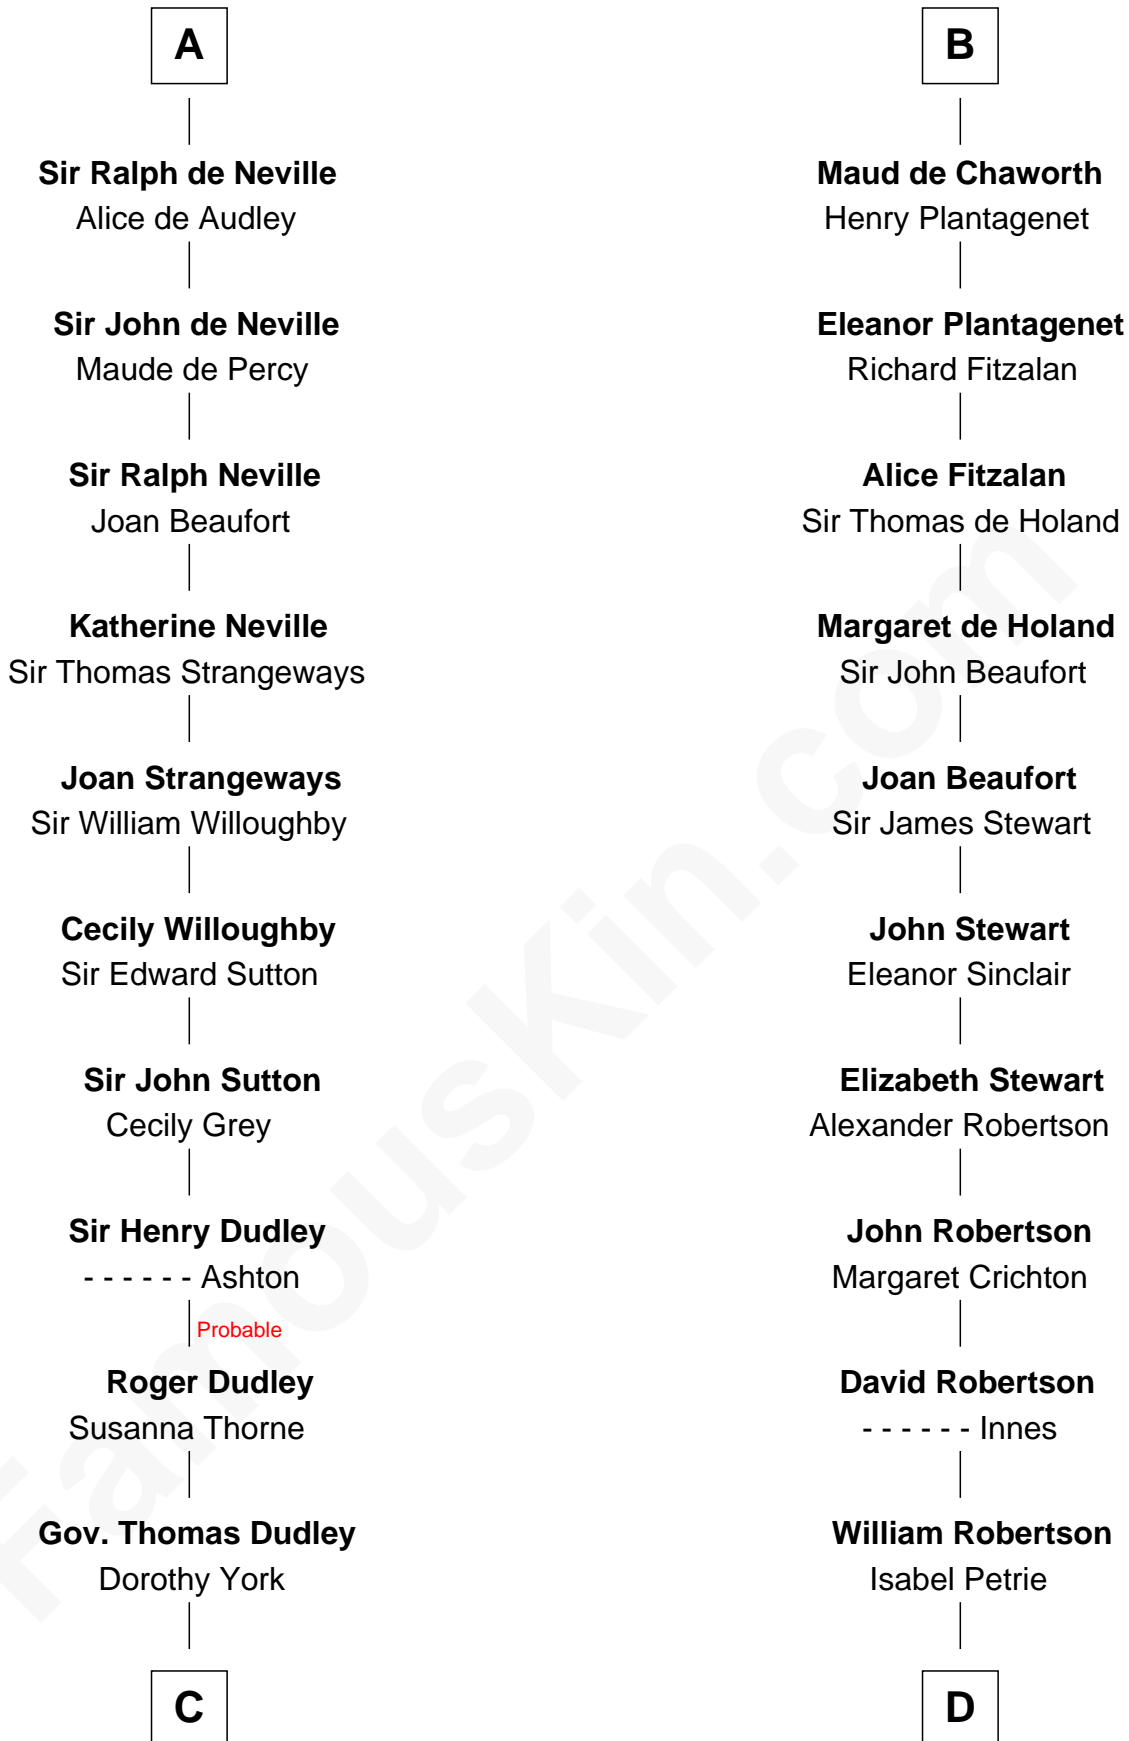 A
Sir Ralph de Neville
Alice de Audley
Sir John de Neville
Maude de Percy
Sir Ralph Neville
Joan Beaufort
Katherine Neville
Sir Thomas Strangeways
Joan Strangeways
Sir William Willoughby
Cecily Willoughby
Sir Edward Sutton
Sir John Sutton
Cecily Grey
Sir Henry Dudley
- - - - - - Ashton
Probable
Roger Dudley
Susanna Thorne
Gov. Thomas Dudley
Dorothy York
C
B
Maud de Chaworth
Henry Plantagenet
Eleanor Plantagenet
Richard Fitzalan
Alice Fitzalan
Sir Thomas de Holand
Margaret de Holand
Sir John Beaufort
Joan Beaufort
Sir James Stewart
John Stewart
Eleanor Sinclair
Elizabeth Stewart
Alexander Robertson
John Robertson
Margaret Crichton
David Robertson
- - - - - - Innes
William Robertson
Isabel Petrie
D
FamousKin.com